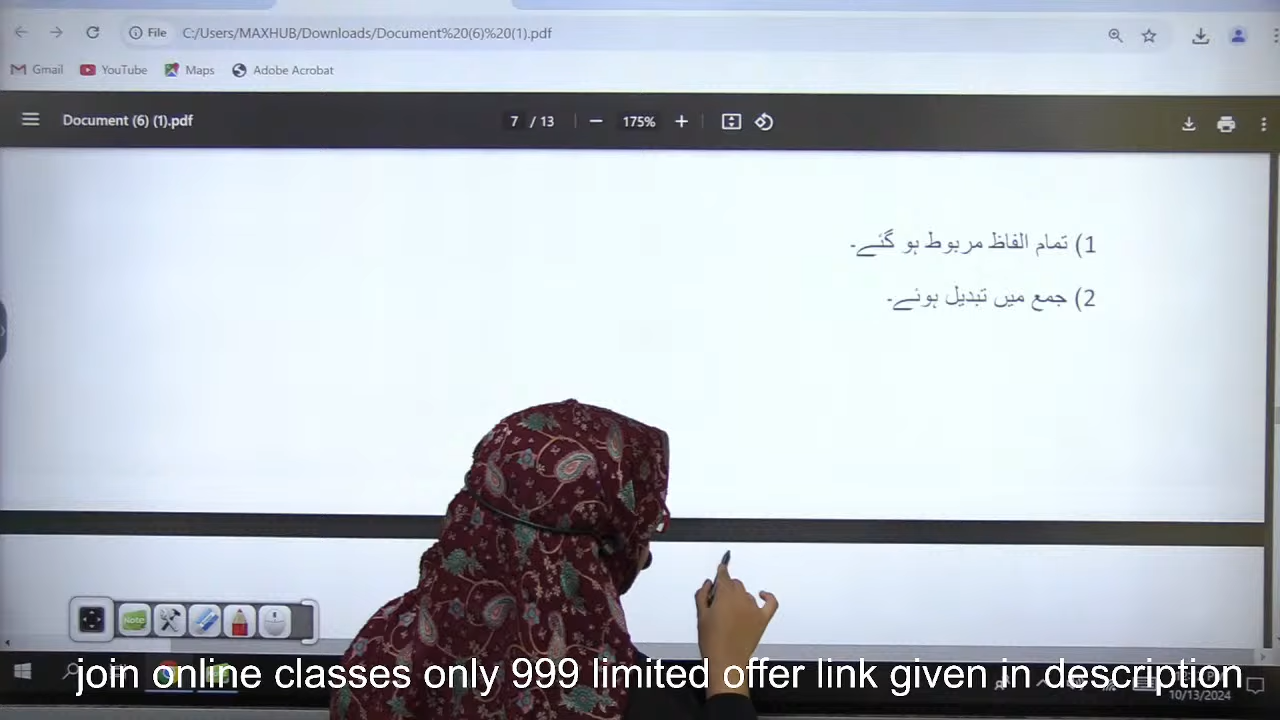 File
C:/Users/MAXHUB/Downloads/Document%20(6)%20(1).pdf
Gmail
YouTube
Maps
Adobe Acrobat
Document (6) (1).pdf
7 / 13
175%
1) تمام الفاظ مربوط ہو گئے۔
2) جمع میں تبدیل ہوئے۔
Note
join online classes only 999 limited offer link given in description
10/13/2024